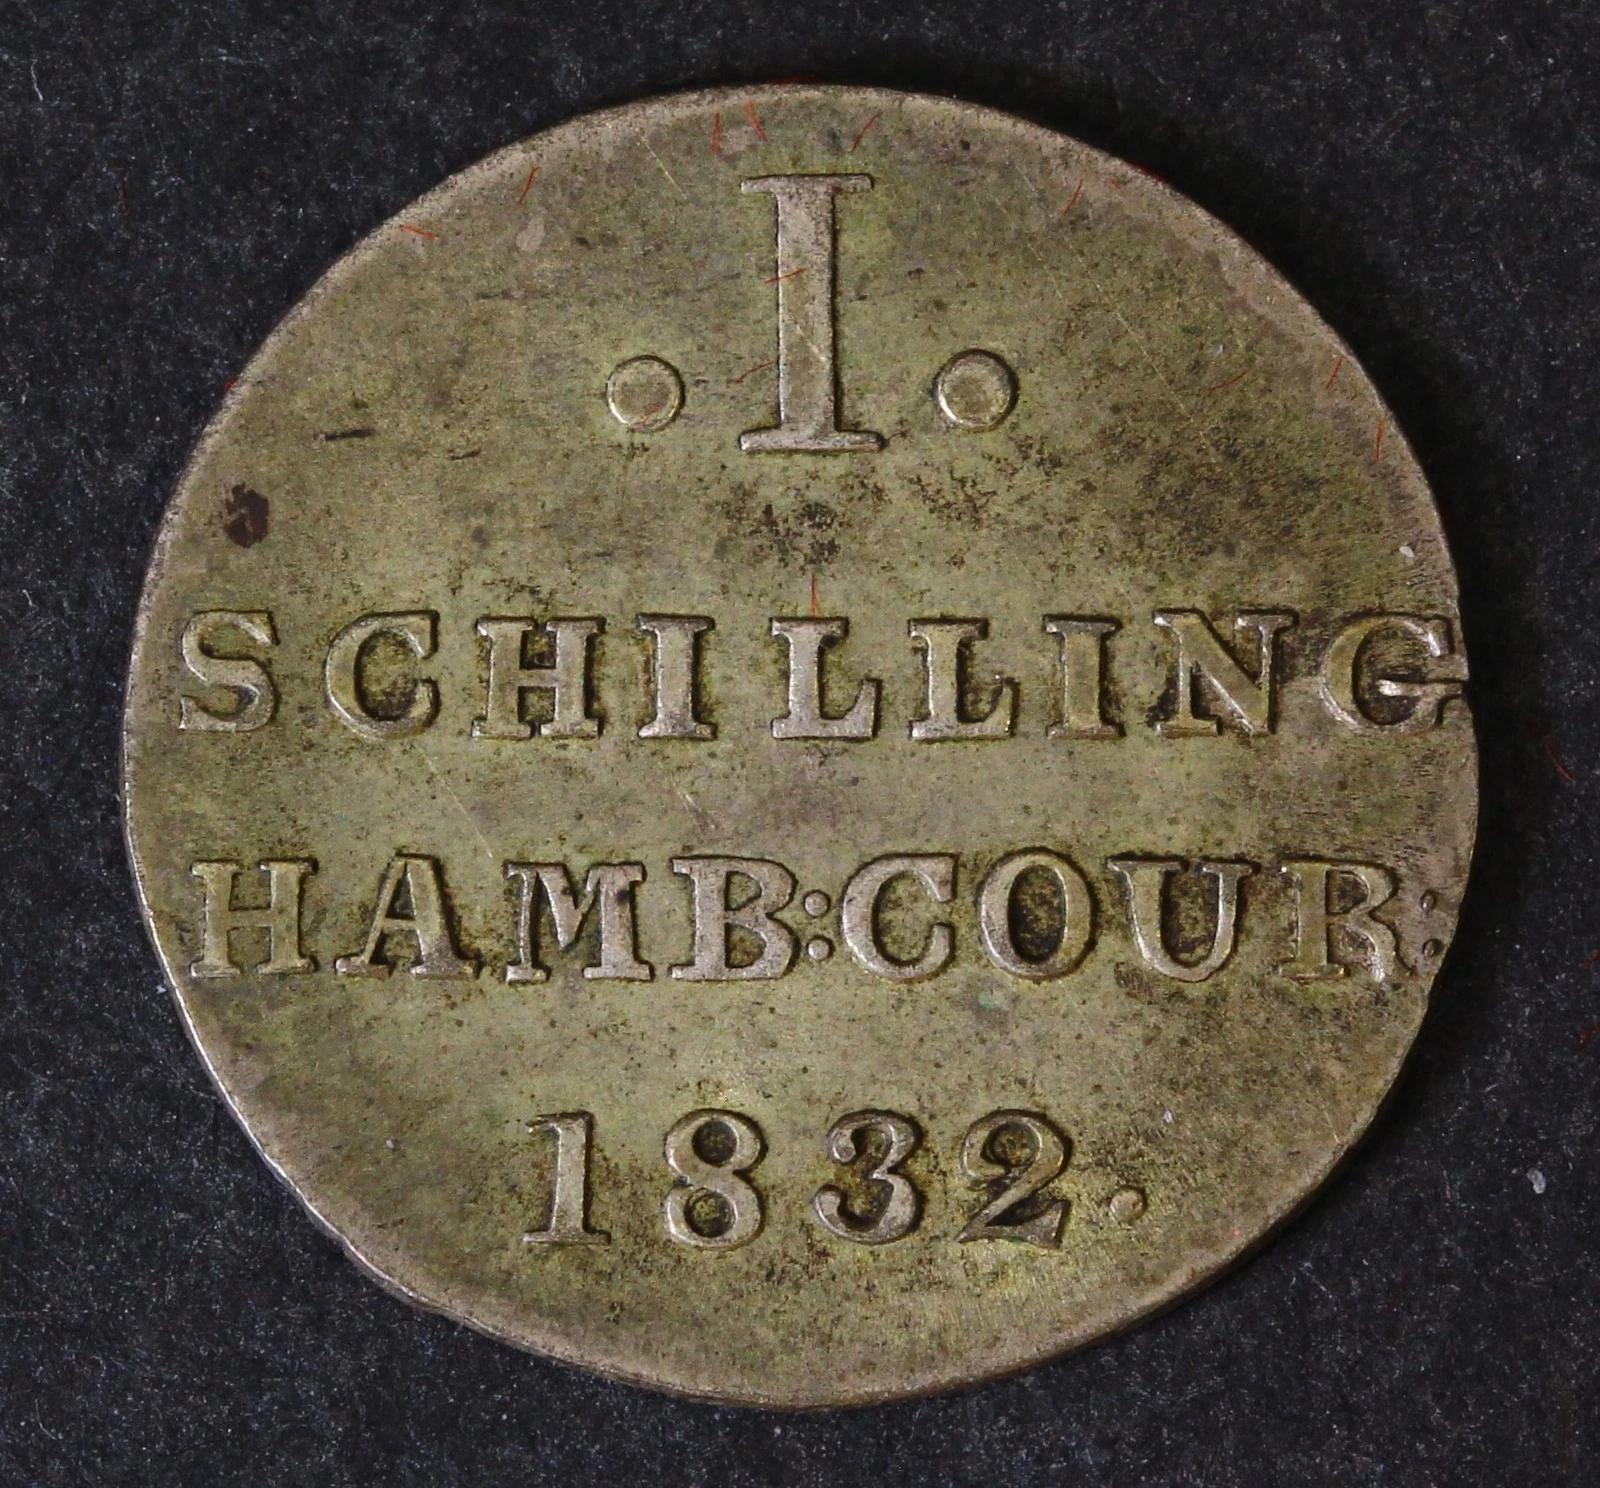 . I .
SCHILLING
HAMB:COUR:
1832.